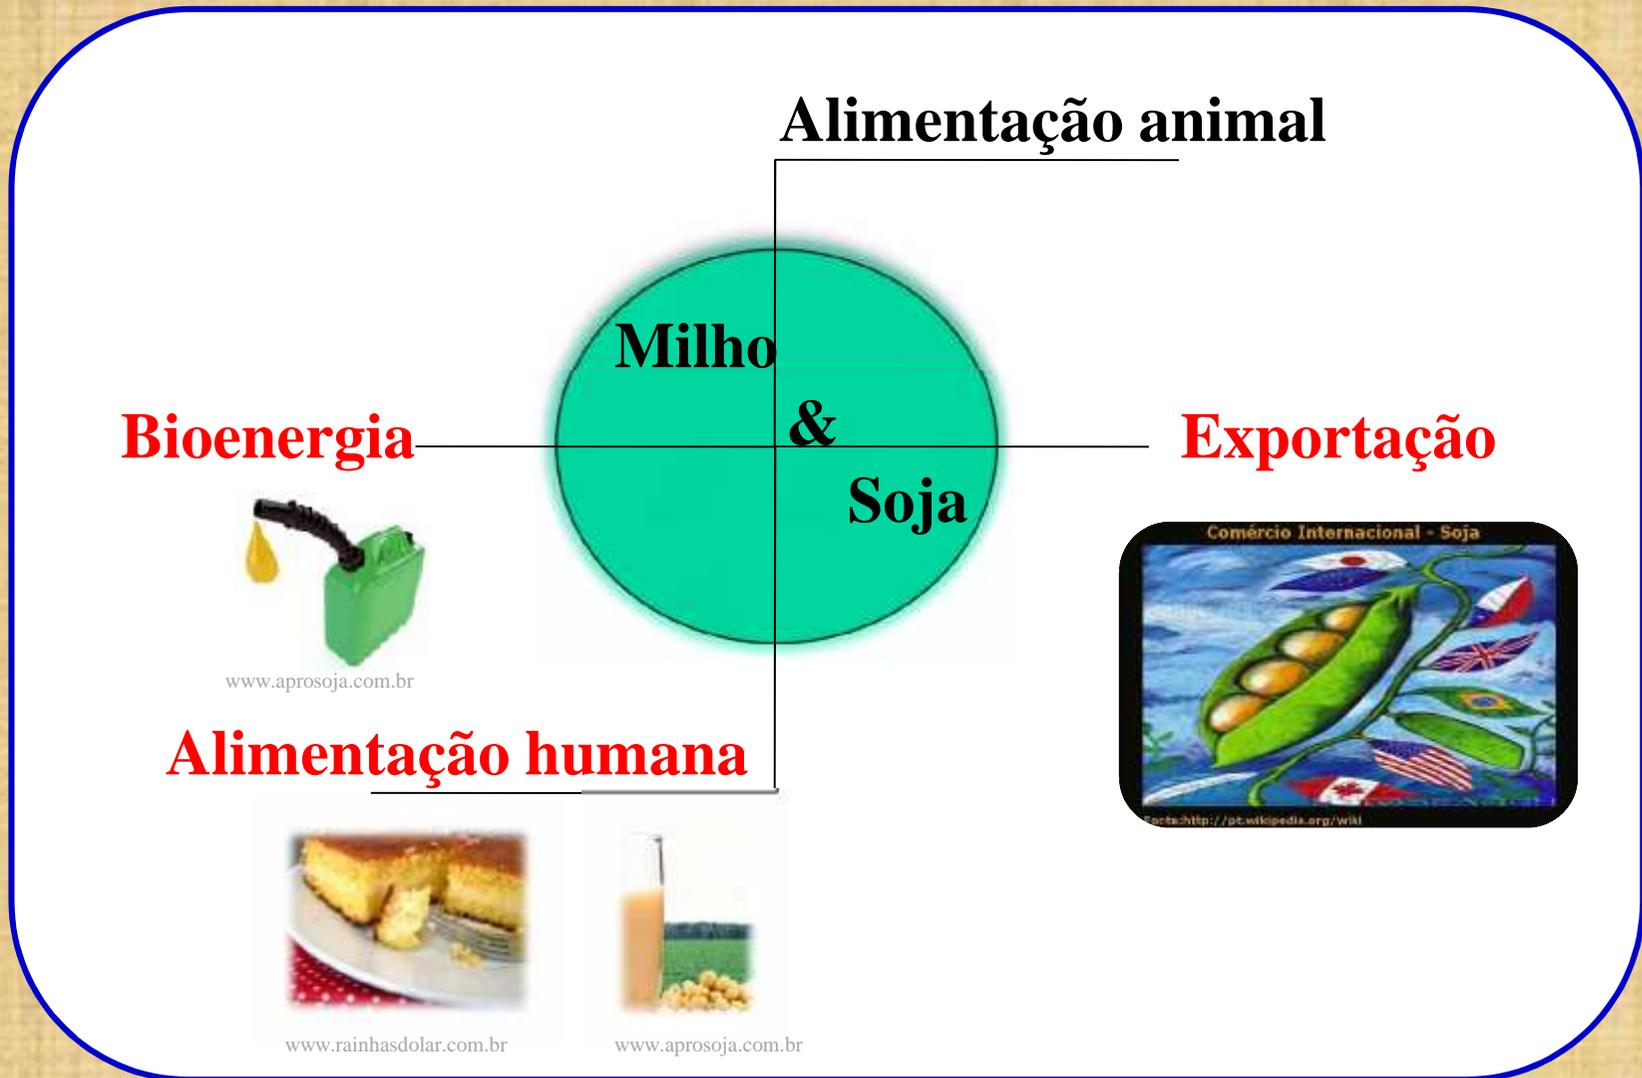 Alimentação animal
Milho
&
Bioenergia
Exportação
Soja
Comércio Internacional - Soja
www.aprosoja.com.br
Alimentação humana
Fonte:http://pt.wikipedia.org/wiki
www.rainhasdolar.com.br
www.aprosoja.com.br